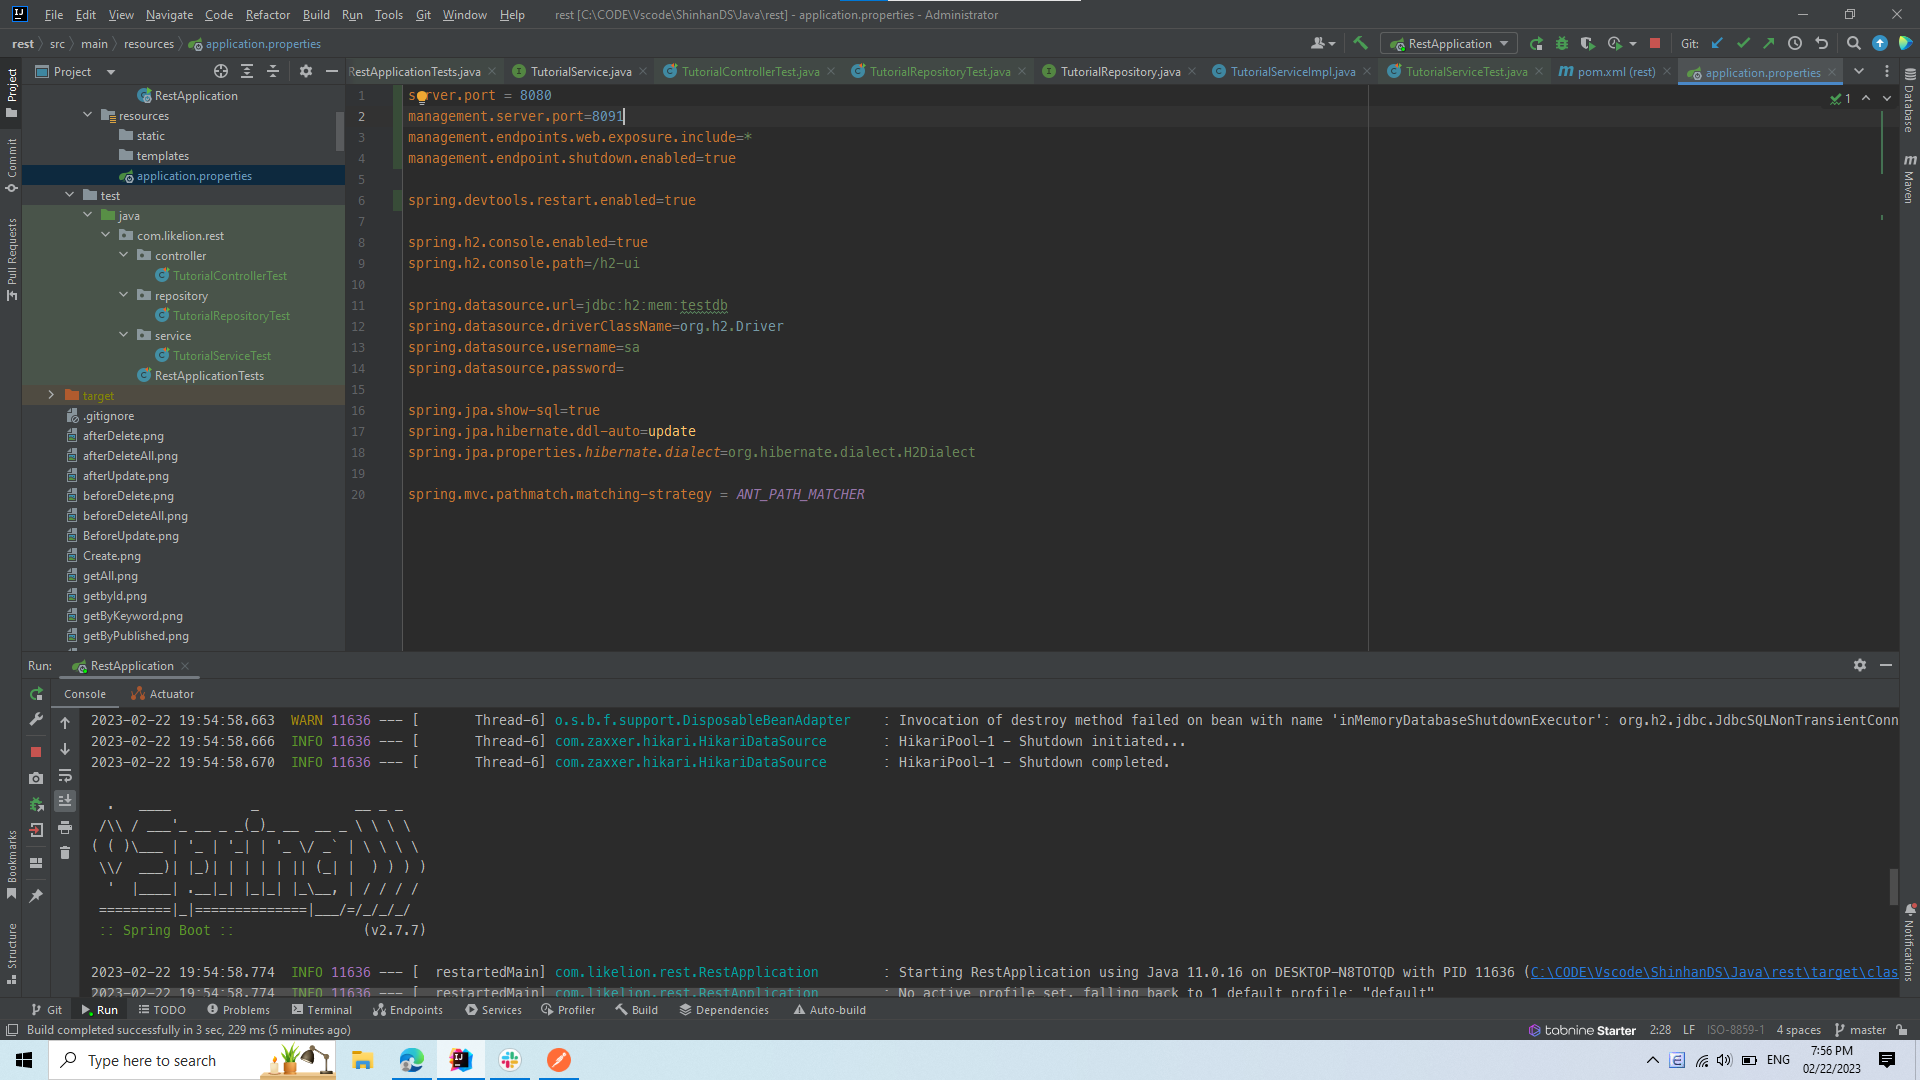 File Edit View Navigate Code Refactor Build Run Tools Git Window Help rest [C:\CODE\Vscode\ShinhanDS\Java\rest] - application.properties - Administrator
rest src main resources application.properties RestApplication Git:
Project RestApplicationTests.java TutorialService.java TutorialControllerTest.java TutorialRepositoryTest.java TutorialRepository.java TutorialServiceImpl.java TutorialServiceTest.java pom.xml (rest) application.properties
Project
Commit
Pull Requests
Bookmarks
Structure
RestApplication
resources
static
templates
application.properties
test
java
com.likelion.rest
controller
TutorialControllerTest
repository
TutorialRepositoryTest
service
TutorialServiceTest
RestApplicationTests
target
.gitignore
afterDelete.png
afterDeleteAll.png
afterUpdate.png
beforeDelete.png
beforeDeleteAll.png
BeforeUpdate.png
Create.png
getAll.png
getbyId.png
getByKeyword.png
getByPublished.png
1 server.port = 8080
2 management.server.port=8091
3 management.endpoints.web.exposure.include=*
4 management.endpoint.shutdown.enabled=true
5
6 spring.devtools.restart.enabled=true
7
8 spring.h2.console.enabled=true
9 spring.h2.console.path=/h2-ui
10
11 spring.datasource.url=jdbc:h2:mem:testdb
12 spring.datasource.driverClassName=org.h2.Driver
13 spring.datasource.username=sa
14 spring.datasource.password=
15
16 spring.jpa.show-sql=true
17 spring.jpa.hibernate.ddl-auto=update
18 spring.jpa.properties.hibernate.dialect=org.hibernate.dialect.H2Dialect
19
20 spring.mvc.pathmatch.matching-strategy = ANT_PATH_MATCHER
1
Database
Maven
Notifications
Run: RestApplication
Console Actuator
2023-02-22 19:54:58.663 WARN 11636 --- [ Thread-6] o.s.b.f.support.DisposableBeanAdapter : Invocation of destroy method failed on bean with name 'inMemoryDatabaseShutdownExecutor': org.h2.jdbc.JdbcSQLNonTransientConn
2023-02-22 19:54:58.666 INFO 11636 --- [ Thread-6] com.zaxxer.hikari.HikariDataSource : HikariPool-1 - Shutdown initiated...
2023-02-22 19:54:58.670 INFO 11636 --- [ Thread-6] com.zaxxer.hikari.HikariDataSource : HikariPool-1 - Shutdown completed.
  .   ____          _            __ _ _
 /\\ / ___'_ __ _ _(_)_ __  __ _ \ \ \ \
( ( )\___ | '_ | '_| | '_ \/ _` | \ \ \ \
 \\/  ___)| |_)| | | | | || (_| |  ) ) ) )
  '  |____| .__|_| |_|_| |_\__, | / / / /
 =========|_|==============|___/=/_/_/_/
 :: Spring Boot ::                (v2.7.7)
2023-02-22 19:54:58.774 INFO 11636 --- [ restartedMain] com.likelion.rest.RestApplication : Starting RestApplication using Java 11.0.16 on DESKTOP-N8TOTQD with PID 11636 (C:\CODE\Vscode\ShinhanDS\Java\rest\target\clas
2023-02-22 19:54:58.774 INFO 11636 --- [ restartedMain] com.likelion.rest.RestApplication : No active profile set, falling back to 1 default profile: "default"
Git Run TODO Problems Terminal Endpoints Services Profiler Build Dependencies Auto-build
Build completed successfully in 3 sec, 229 ms (5 minutes ago) tabnine Starter 2:28 LF ISO-8859-1 4 spaces master
Type here to search ENG 7:56 PM
02/22/2023